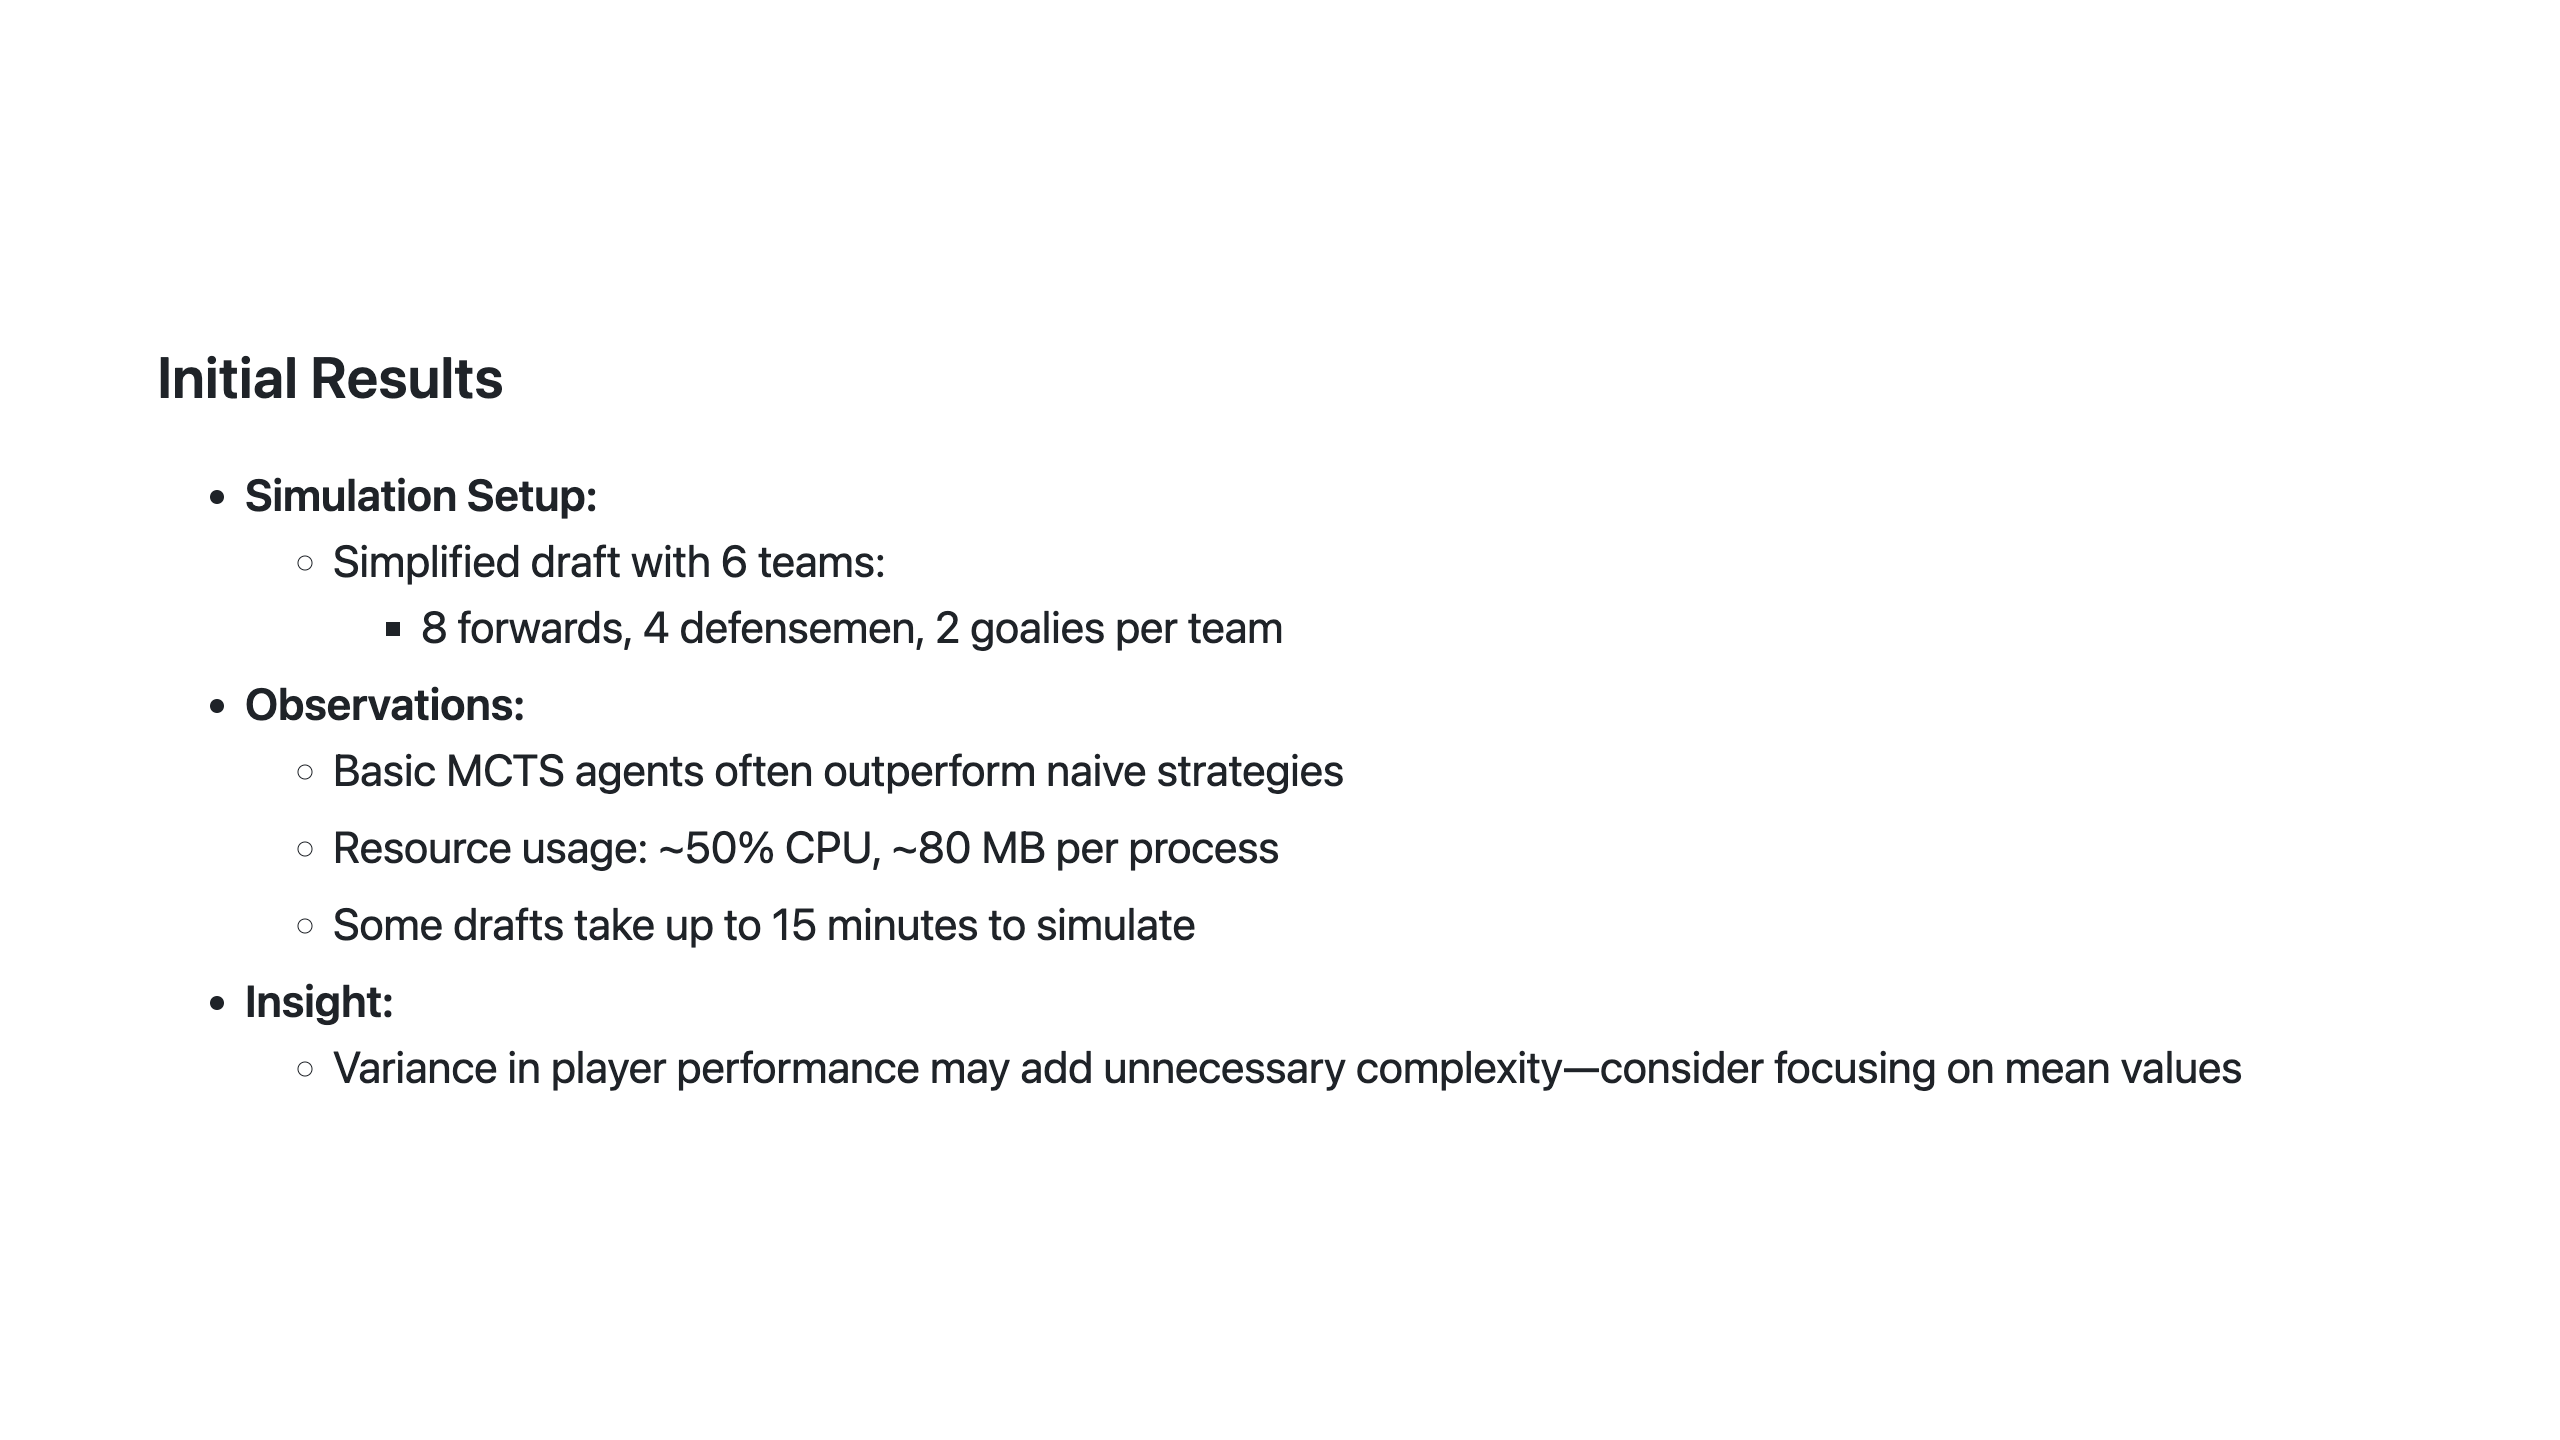 Initial Results
Simulation Setup:
Simplified draft with 6 teams:
8 forwards, 4 defensemen, 2 goalies per team
Observations:
Basic MCTS agents often outperform naive strategies
Resource usage: ~50% CPU, ~80 MB per process
Some drafts take up to 15 minutes to simulate
Insight:
Variance in player performance may add unnecessary complexity—consider focusing on mean values